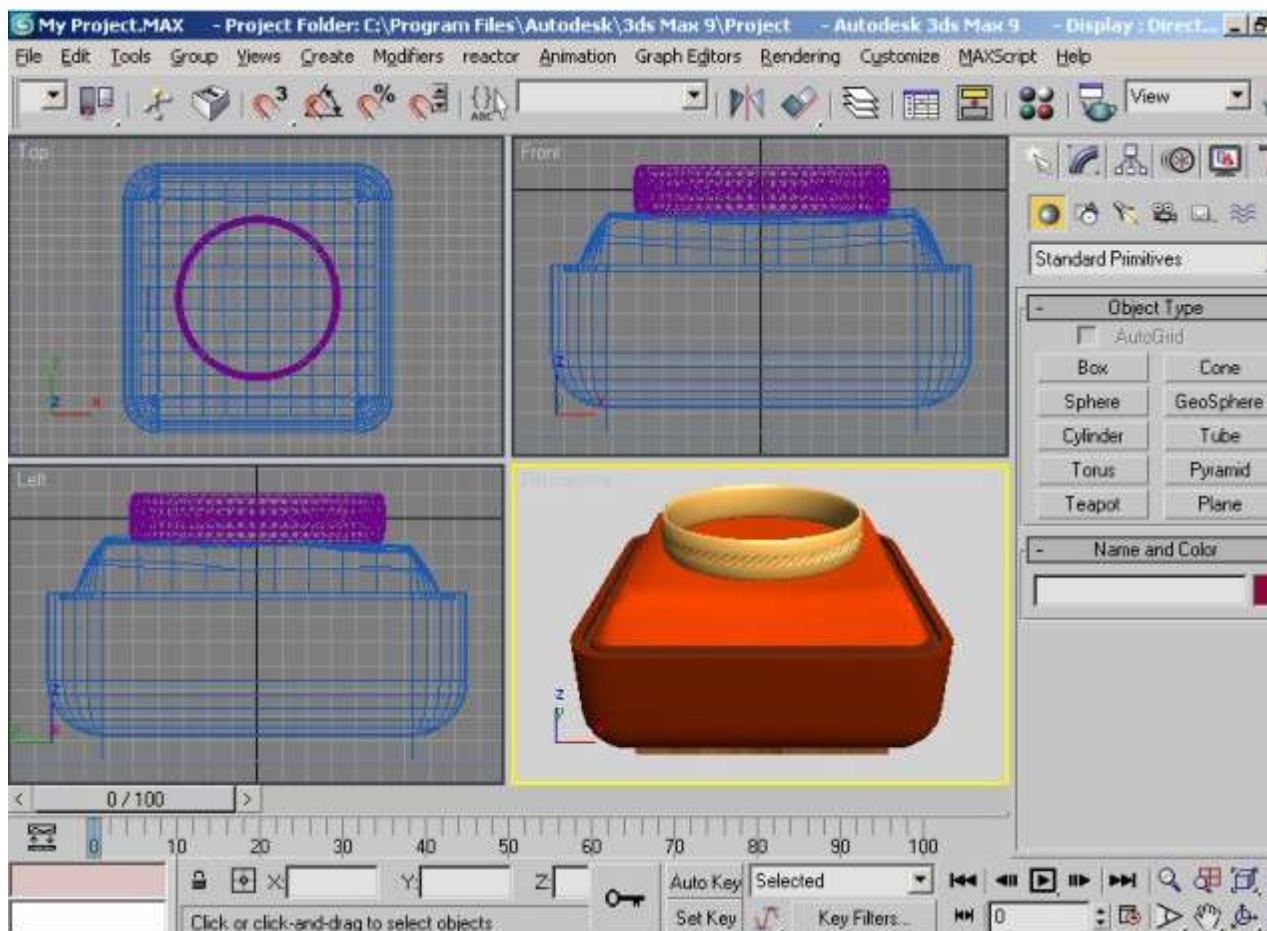 My Project.MAX - Project Folder: C:\Program Files\Autodesk\3ds Max 9\Project - Autodesk 3ds Max 9 - Display : Direct...
File Edit Tools Group Views Create Modifiers reactor Animation Graph Editors Rendering Customize MAXScript Help
3 % ABC View
Top
Front
Standard Primitives
- Object Type
AutoGrid
Box Cone
Sphere GeoSphere
Cylinder Tube
Torus Pyramid
Teapot Plane
Left
Perspective
- Name and Color
z
x
z
x
z
0 / 100
0 10 20 30 40 50 60 70 80 90 100
X: Y: Z: Auto Key Selected
Click or click-and-drag to select objects Set Key Key Filters... 0